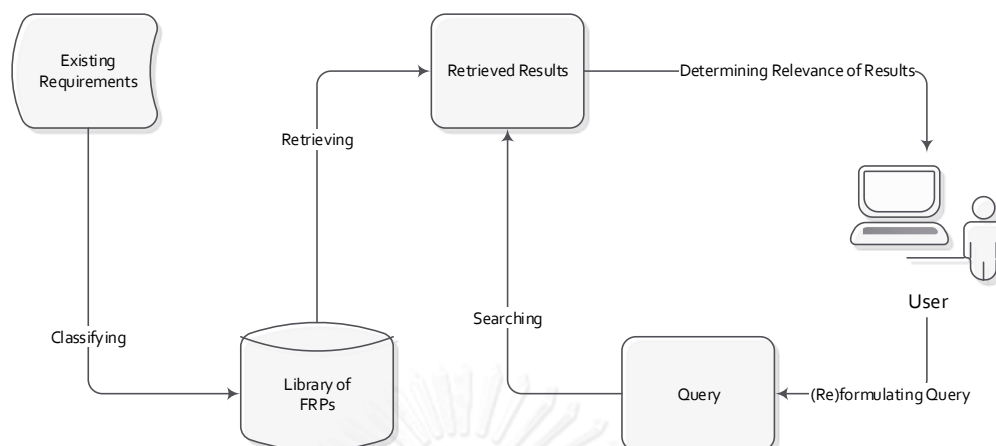 Existing
Requirements
Retrieved Results
Determining Relevance of Results
Retrieving
User
Searching
Classifying
Library of
FRPs
Query
(Re)formulating Query